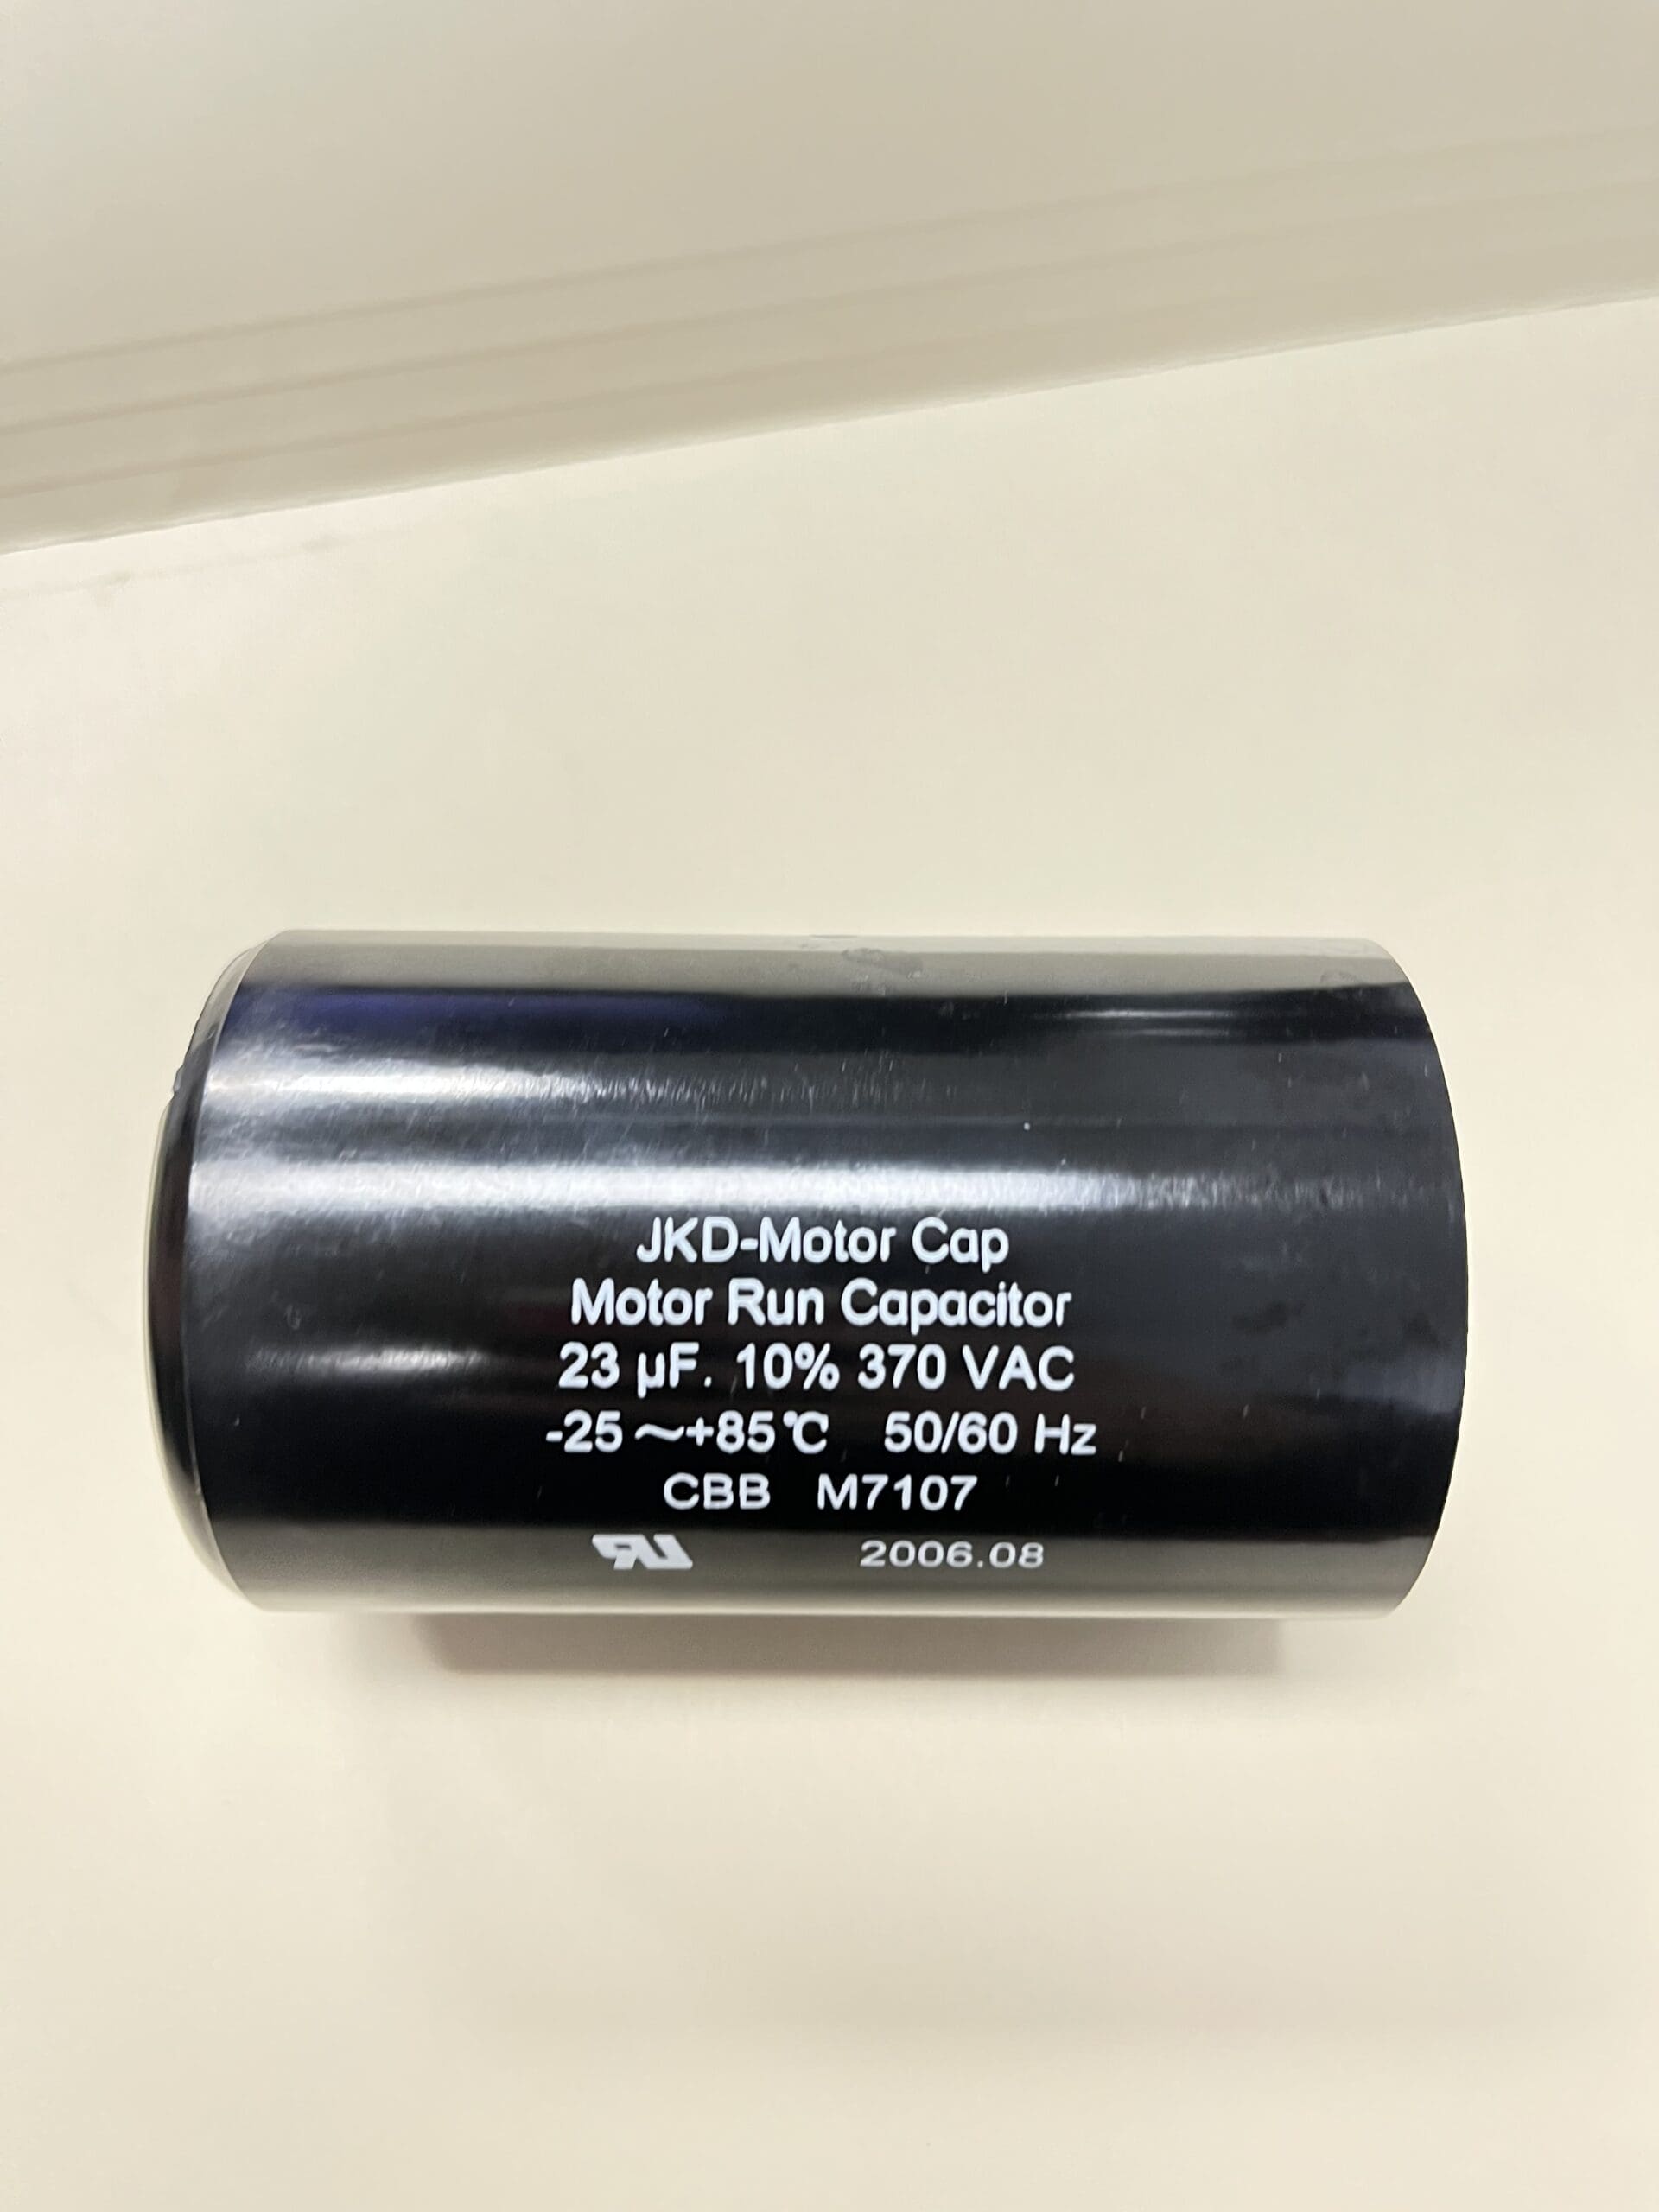 JKD-Motor Cap
Motor Run Capacitor
23 µF. 10% 370 VAC
-25～+85℃ 50/60 Hz
CBB M7107
RU 2006.08